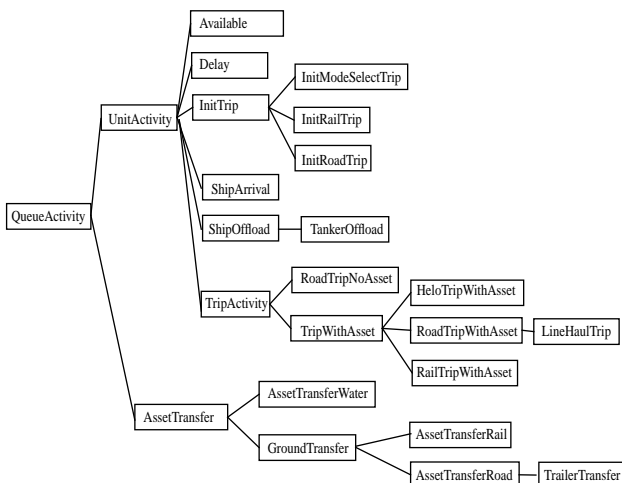 Available
Delay
InitModeSelectTrip
InitTrip
UnitActivity
InitRailTrip
InitRoadTrip
ShipArrival
QueueActivity
ShipOffload
TankerOffload
RoadTripNoAsset
HeloTripWithAsset
TripActivity
TripWithAsset
RoadTripWithAsset
LineHaulTrip
RailTripWithAsset
AssetTransferWater
AssetTransfer
AssetTransferRail
GroundTransfer
AssetTransferRoad
TrailerTransfer